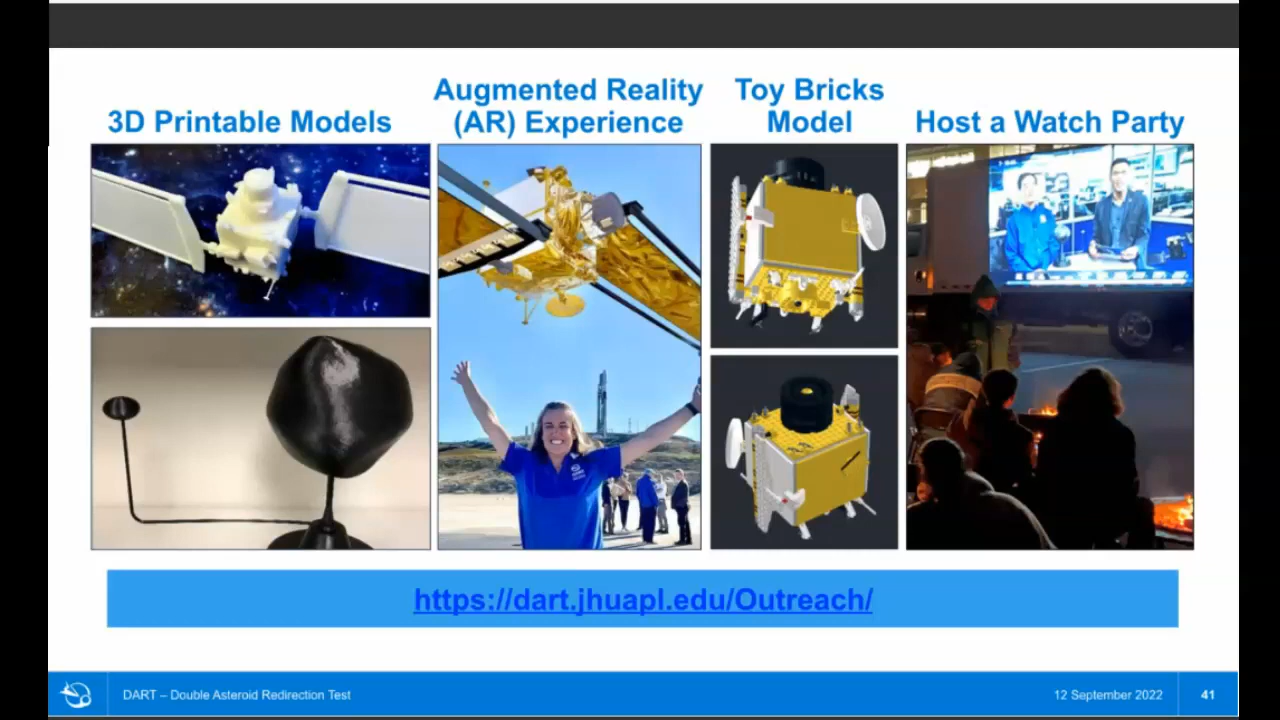 3D Printable Models
Augmented Reality
(AR) Experience
Toy Bricks
Model
Host a Watch Party
https://dart.jhuapl.edu/Outreach/
DART – Double Asteroid Redirection Test
12 September 2022
41